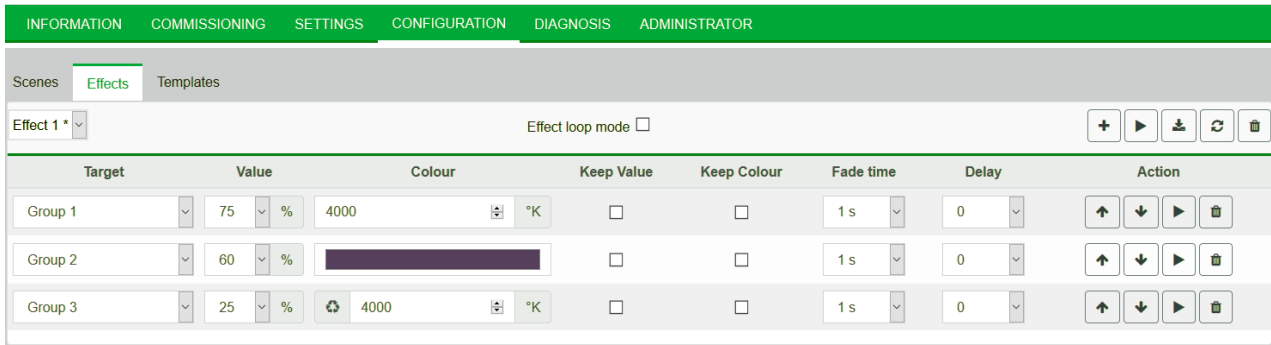 INFORMATION COMMISSIONING SETTINGS CONFIGURATION DIAGNOSIS ADMINISTRATOR
Scenes Effects Templates
Effect 1 * Effect loop mode
Target Value Colour Keep Value Keep Colour Fade time Delay Action
Group 1 75 % 4000 °K 1 s 0
Group 2 60 % 1 s 0
Group 3 25 % 4000 °K 1 s 0